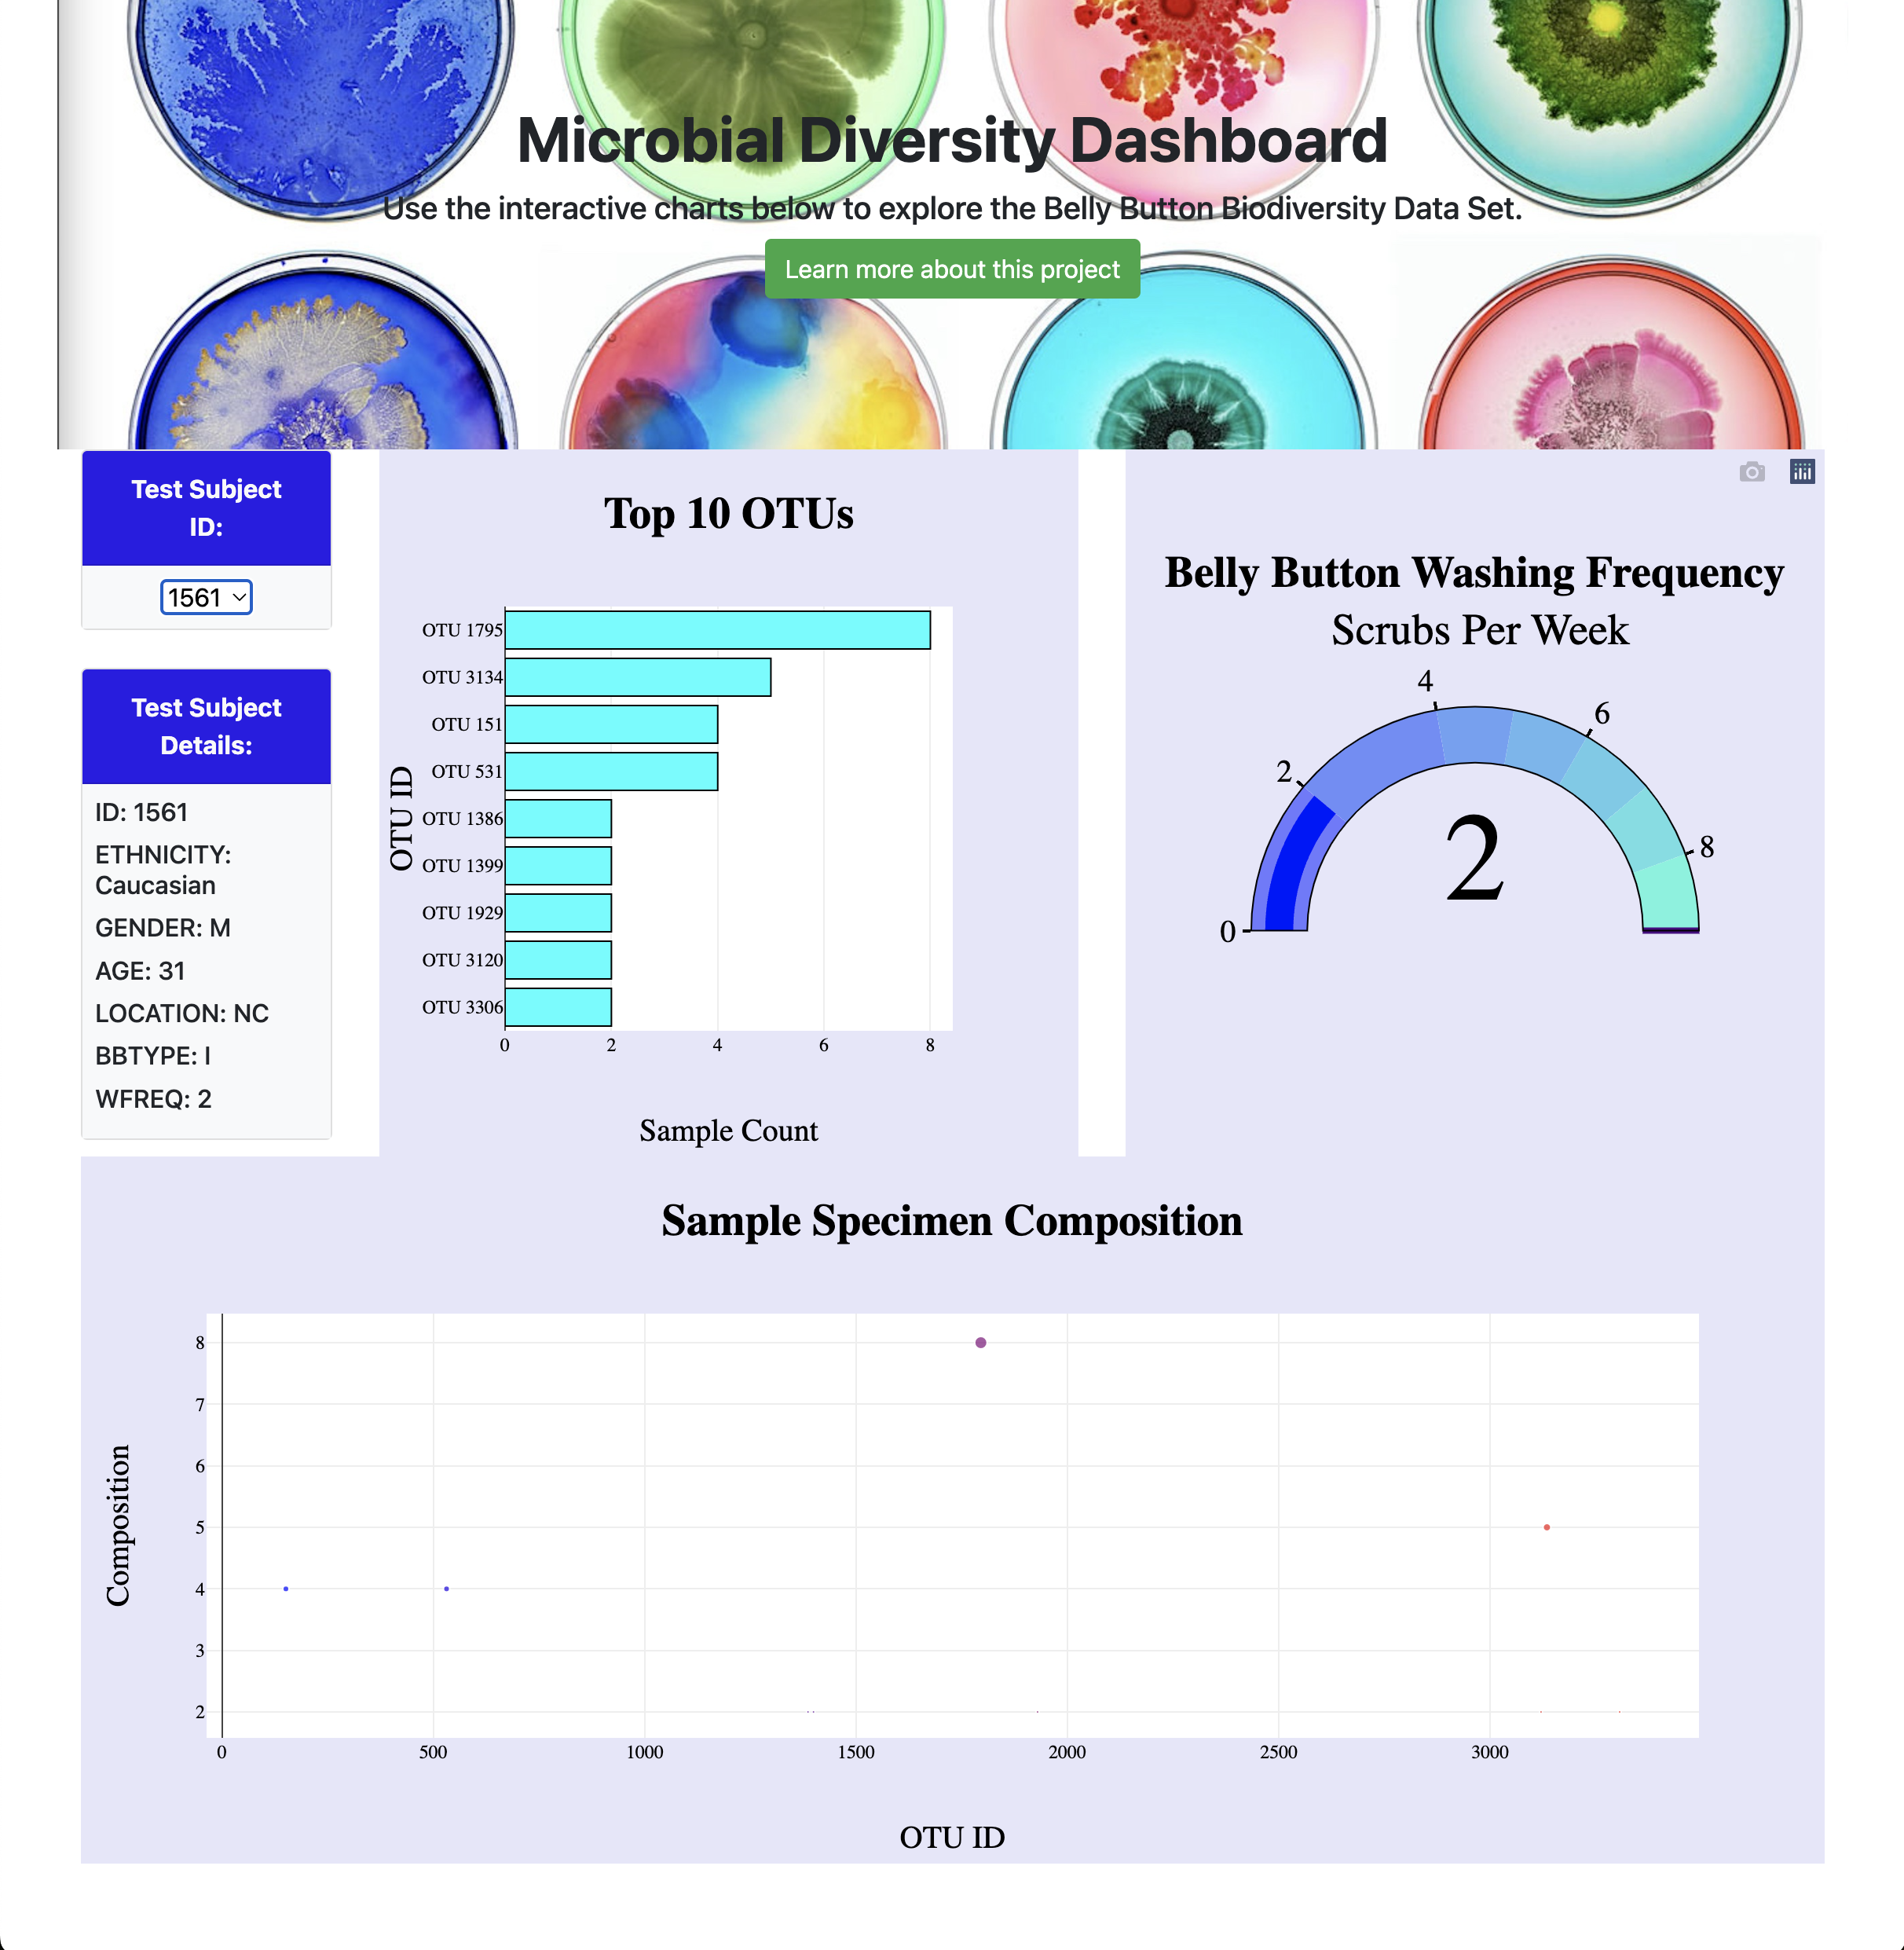 Microbial Diversity Dashboard
Use the interactive charts below to explore the Belly Button Biodiversity Data Set.
Learn more about this project
Test Subject
ID:
1561
Test Subject
Details:
ID: 1561
ETHNICITY:
Caucasian
GENDER: M
AGE: 31
LOCATION: NC
BBTYPE: I
WFREQ: 2
Top 10 OTUs
OTU ID
OTU 1795
OTU 3134
OTU 151
OTU 531
OTU 1386
OTU 1399
OTU 1929
OTU 3120
OTU 3306
0 2 4 6 8
Sample Count
Belly Button Washing Frequency
Scrubs Per Week
0
2
4
6
8
2
Sample Specimen Composition
Composition
8
7
6
5
4
3
2
0 500 1000 1500 2000 2500 3000
OTU ID